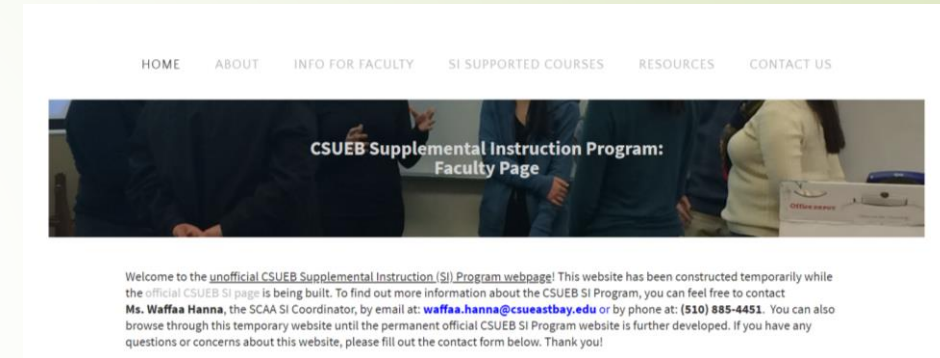 HOME ABOUT INFO FOR FACULTY SI SUPPORTED COURSES RESOURCES CONTACT US
CSUEB Supplemental Instruction Program:
Faculty Page
Office DEPOT
Welcome to the unofficial CSUEB Supplemental Instruction (SI) Program webpage! This website has been constructed temporarily while
the official CSUEB SI page is being built. To find out more information about the CSUEB SI Program, you can feel free to contact
Ms. Waffaa Hanna, the SCAA SI Coordinator, by email at: waffaa.hanna@csueastbay.edu or by phone at: (510) 885-4451. You can also
browse through this temporary website until the permanent official CSUEB SI Program website is further developed. If you have any
questions or concerns about this website, please fill out the contact form below. Thank you!